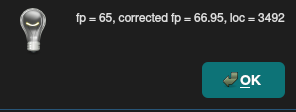 fp = 65, corrected fp = 66.95, loc = 3492
OK